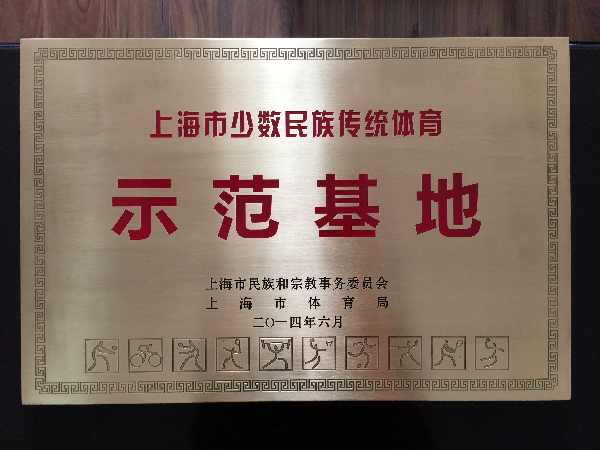 上海市少数民族传统体育
示范基地
上海市民族和宗教事务委员会
上海市体育局
二〇一四年六月